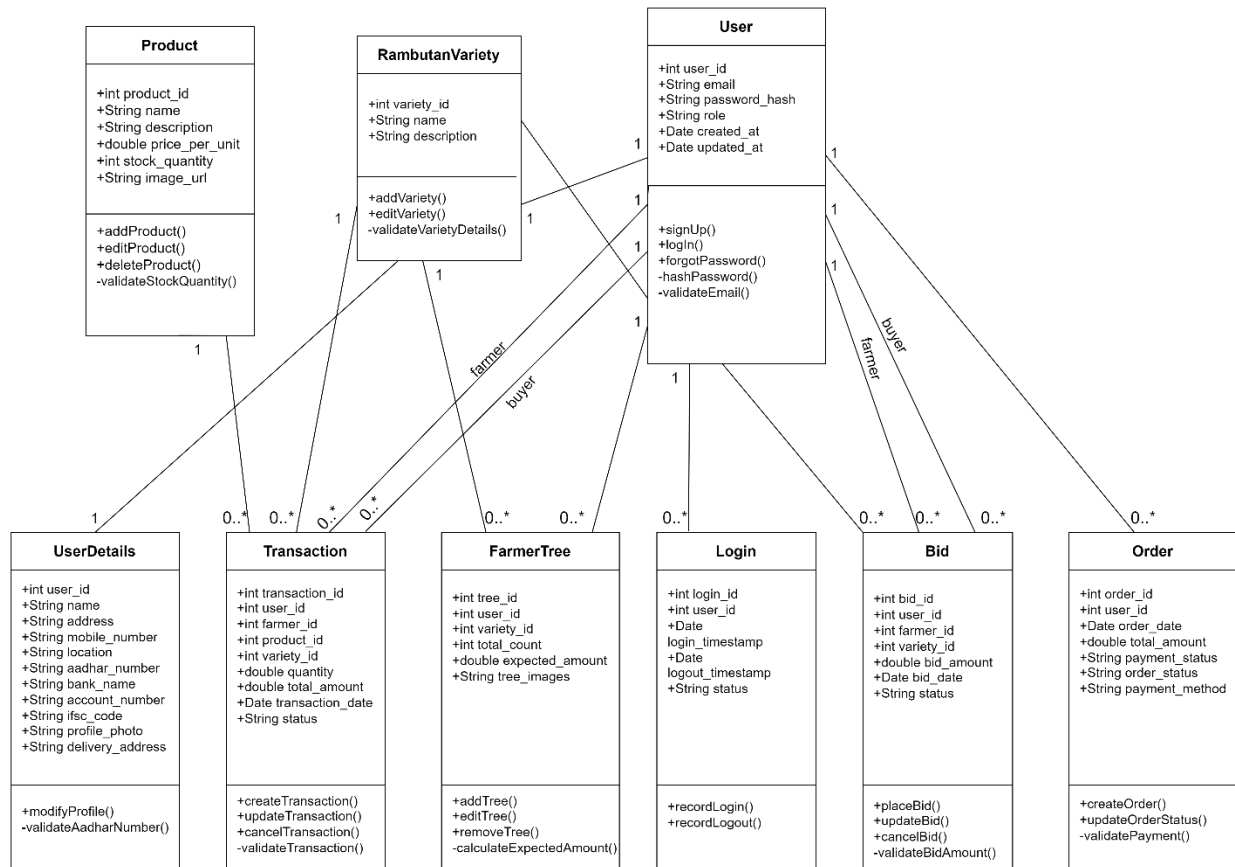 Product
+int product_id
+String name
+String description
+double price_per_unit
+int stock_quantity
+String image_url
+addProduct()
+editProduct()
+deleteProduct()
-validateStockQuantity()
1
RambutanVariety
+int variety_id
+String name
+String description
+addVariety()
+editVariety()
-validateVarietyDetails()
1
1
1
User
+int user_id
+String email
+String password_hash
+String role
+Date created_at
+Date updated_at
+signUp()
+logIn()
+forgotPassword()
-hashPassword()
-validateEmail()
1
1
1
1
1
1
1
1
farmer
buyer
farmer
buyer
1
0..*
0..*
0..*
0..*
0..*
0..*
0..*
0..*
0..*
0..*
0..*
UserDetails
+int user_id
+String name
+String address
+String mobile_number
+String location
+String aadhar_number
+String bank_name
+String account_number
+String ifsc_code
+String profile_photo
+String delivery_address
+modifyProfile()
-validateAadharNumber()
Transaction
+int transaction_id
+int user_id
+int farmer_id
+int product_id
+int variety_id
+double quantity
+double total_amount
+Date transaction_date
+String status
+createTransaction()
+updateTransaction()
+cancelTransaction()
-validateTransaction()
FarmerTree
+int tree_id
+int user_id
+int variety_id
+int total_count
+double expected_amount
+String tree_images
+addTree()
+editTree()
+removeTree()
-calculateExpectedAmount()
Login
+int login_id
+int user_id
+Date
login_timestamp
+Date
logout_timestamp
+String status
+recordLogin()
+recordLogout()
Bid
+int bid_id
+int user_id
+int farmer_id
+int variety_id
+double bid_amount
+Date bid_date
+String status
+placeBid()
+updateBid()
+cancelBid()
-validateBidAmount()
Order
+int order_id
+int user_id
+Date order_date
+double total_amount
+String payment_status
+String order_status
+String payment_method
+createOrder()
+updateOrderStatus()
-validatePayment()